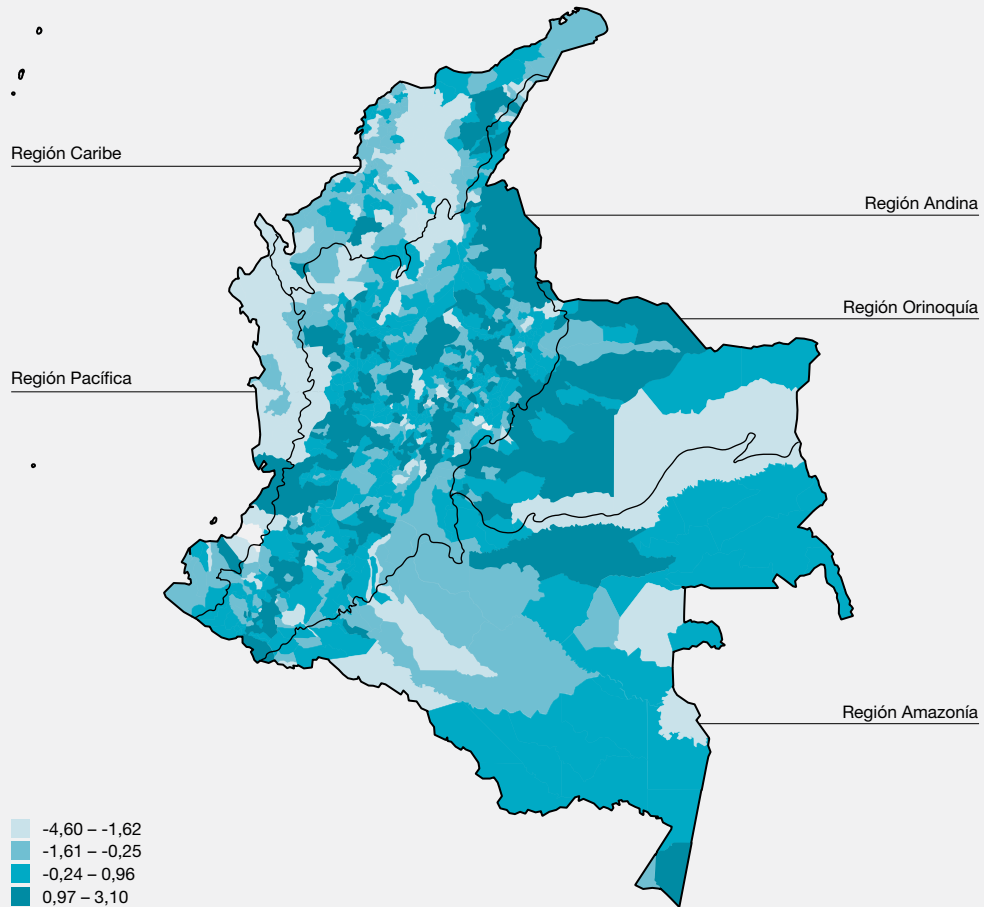 Región Caribe
Región Andina
Región Orinoquía
Región Pacífica
Región Amazonía
-4,60 – -1,62
-1,61 – -0,25
-0,24 – 0,96
0,97 – 3,10